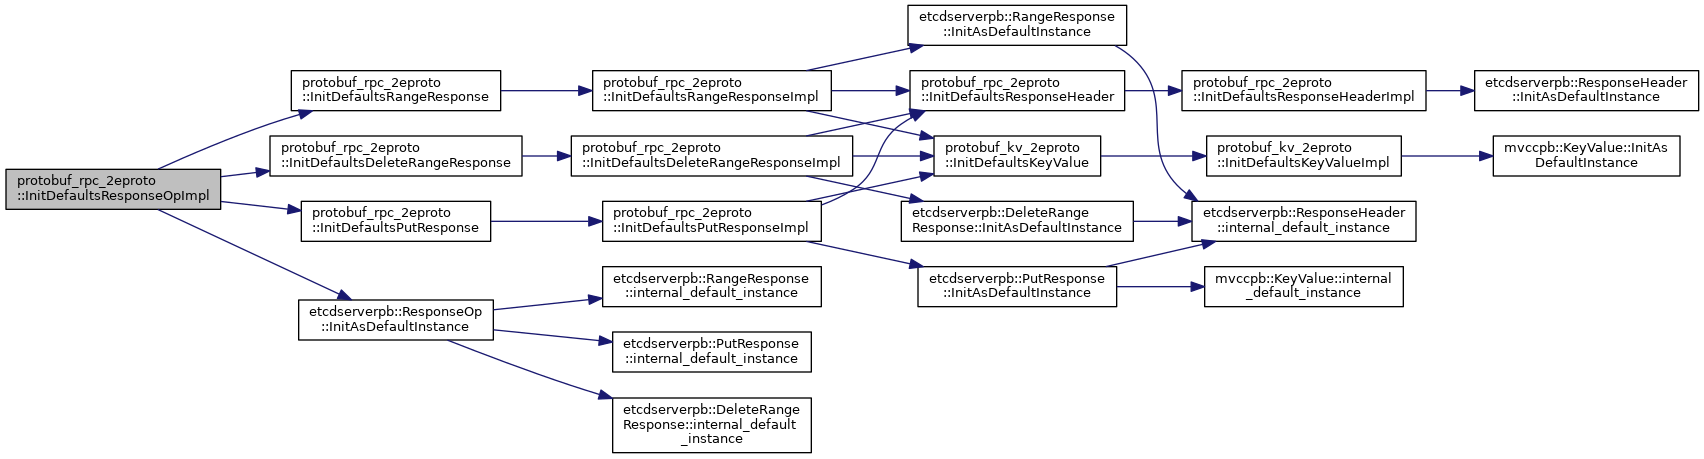 protobuf_rpc_2eproto
::InitDefaultsResponseOpImpl
protobuf_rpc_2eproto
::InitDefaultsRangeResponse
protobuf_rpc_2eproto
::InitDefaultsDeleteRangeResponse
protobuf_rpc_2eproto
::InitDefaultsPutResponse
etcdserverpb::ResponseOp
::InitAsDefaultInstance
protobuf_rpc_2eproto
::InitDefaultsRangeResponseImpl
protobuf_rpc_2eproto
::InitDefaultsDeleteRangeResponseImpl
protobuf_rpc_2eproto
::InitDefaultsPutResponseImpl
etcdserverpb::RangeResponse
::internal_default_instance
etcdserverpb::PutResponse
::internal_default_instance
etcdserverpb::DeleteRange
Response::internal_default
_instance
etcdserverpb::RangeResponse
::InitAsDefaultInstance
protobuf_rpc_2eproto
::InitDefaultsResponseHeader
protobuf_kv_2eproto
::InitDefaultsKeyValue
etcdserverpb::DeleteRange
Response::InitAsDefaultInstance
etcdserverpb::PutResponse
::InitAsDefaultInstance
protobuf_rpc_2eproto
::InitDefaultsResponseHeaderImpl
protobuf_kv_2eproto
::InitDefaultsKeyValueImpl
etcdserverpb::ResponseHeader
::internal_default_instance
mvccpb::KeyValue::internal
_default_instance
etcdserverpb::ResponseHeader
::InitAsDefaultInstance
mvccpb::KeyValue::InitAs
DefaultInstance